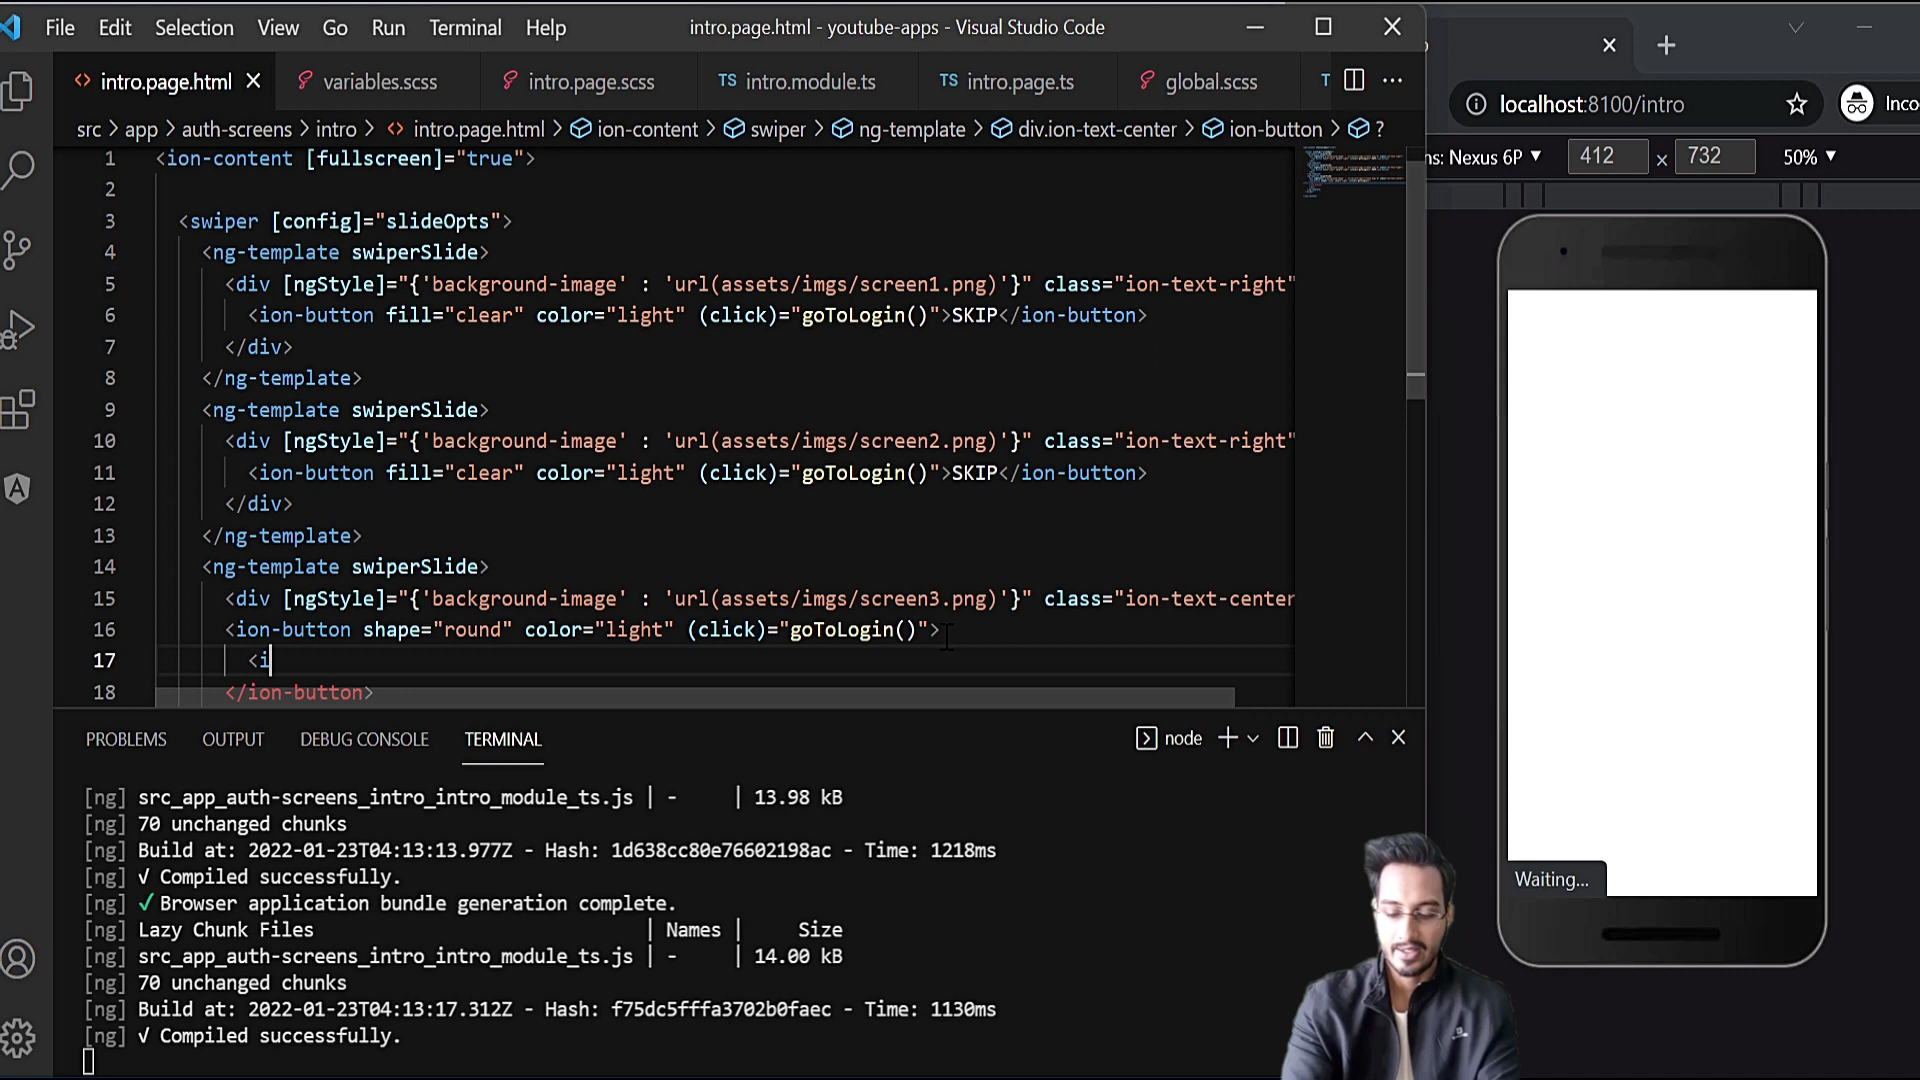 File Edit Selection View Go Run Terminal Help intro.page.html - youtube-apps - Visual Studio Code
intro.page.html variables.scss intro.page.scss TS intro.module.ts TS intro.page.ts global.scss T
src > app > auth-screens > intro > intro.page.html > ion-content > swiper > ng-template > div.ion-text-center > ion-button > ?
1 <ion-content [fullscreen]="true">
2
3 <swiper [config]="slideOpts">
4 <ng-template swiperSlide>
5 <div [ngStyle]="{'background-image' : 'url(assets/imgs/screen1.png)'}" class="ion-text-right"
6 <ion-button fill="clear" color="light" (click)="goToLogin()">SKIP</ion-button>
7 </div>
8 </ng-template>
9 <ng-template swiperSlide>
10 <div [ngStyle]="{'background-image' : 'url(assets/imgs/screen2.png)'}" class="ion-text-right"
11 <ion-button fill="clear" color="light" (click)="goToLogin()">SKIP</ion-button>
12 </div>
13 </ng-template>
14 <ng-template swiperSlide>
15 <div [ngStyle]="{'background-image' : 'url(assets/imgs/screen3.png)'}" class="ion-text-center
16 <ion-button shape="round" color="light" (click)="goToLogin()">
17 <i
18 </ion-button>
PROBLEMS OUTPUT DEBUG CONSOLE TERMINAL node
[ng] src_app_auth-screens_intro_intro_module_ts.js | - | 13.98 kB
[ng] 70 unchanged chunks
[ng] Build at: 2022-01-23T04:13:13.977Z - Hash: 1d638cc80e76602198ac - Time: 1218ms
[ng] √ Compiled successfully.
[ng] ✓ Browser application bundle generation complete.
[ng] Lazy Chunk Files | Names | Size
[ng] src_app_auth-screens_intro_intro_module_ts.js | - | 14.00 kB
[ng] 70 unchanged chunks
[ng] Build at: 2022-01-23T04:13:17.312Z - Hash: f75dc5fffa3702b0faec - Time: 1130ms
[ng] √ Compiled successfully.
localhost:8100/intro Inco
ns: Nexus 6P 412 x 732 50%
Waiting...